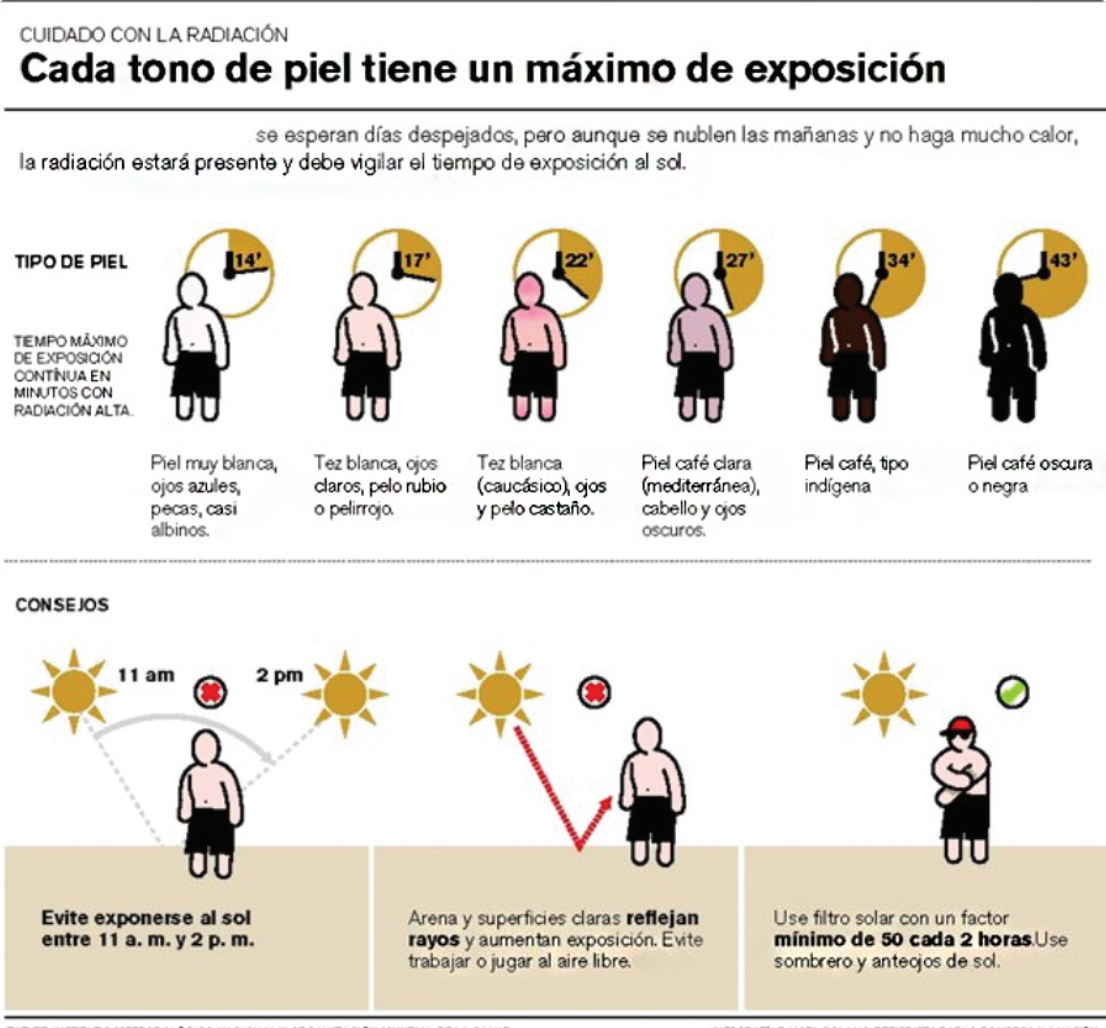 CUIDADO CON LA RADIACIÓN
Cada tono de piel tiene un máximo de exposición
se esperan días despejados, pero aunque se nublen las mañanas y no haga mucho calor,
la radiación estará presente y debe vigilar el tiempo de exposición al sol.
TIPO DE PIEL
14’
17’
22’
27’
34’
43’
TIEMPO MÁXIMO
DE EXPOSICIÓN
CONTÍNUA EN
MINUTOS CON
RADIACIÓN ALTA.
Piel muy blanca,
ojos azules,
pecas, casi
albinos.
Tez blanca, ojos
claros, pelo rubio
o pelirrojo.
Tez blanca
(caucásico), ojos
y pelo castaño.
Piel café clara
(mediterránea),
cabello y ojos
oscuros.
Piel café, tipo
indígena
Piel café oscura
o negra
CONSEJOS
11 am
2 pm
Evite exponerse al sol
entre 11 a. m. y 2 p. m.
Arena y superficies claras reflejan
rayos y aumentan exposición. Evite
trabajar o jugar al aire libre.
Use filtro solar con un factor
mínimo de 50 cada 2 horas.Use
sombrero y anteojos de sol.